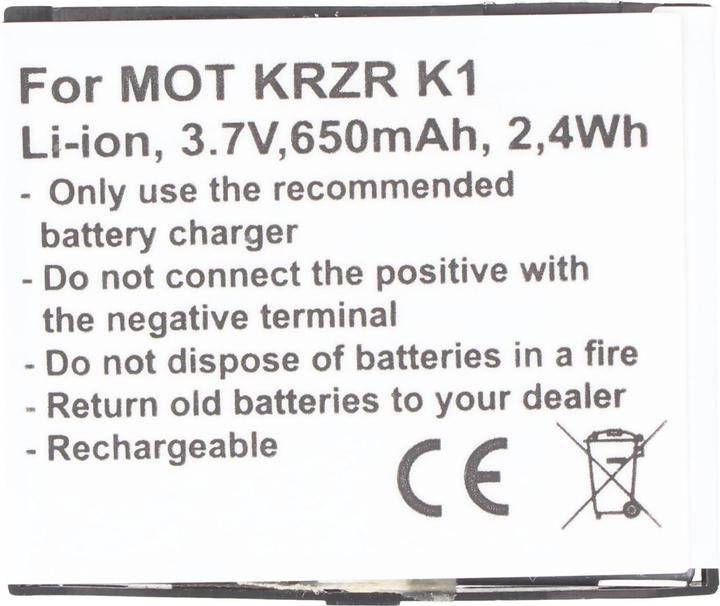 For MOT KRZR K1
Li-ion, 3.7V,650mAh, 2,4Wh
- Only use the recommended
battery charger
- Do not connect the positive with
the negative terminal
- Do not dispose of batteries in a fire
- Return old batteries to your dealer
- Rechargeable
CE